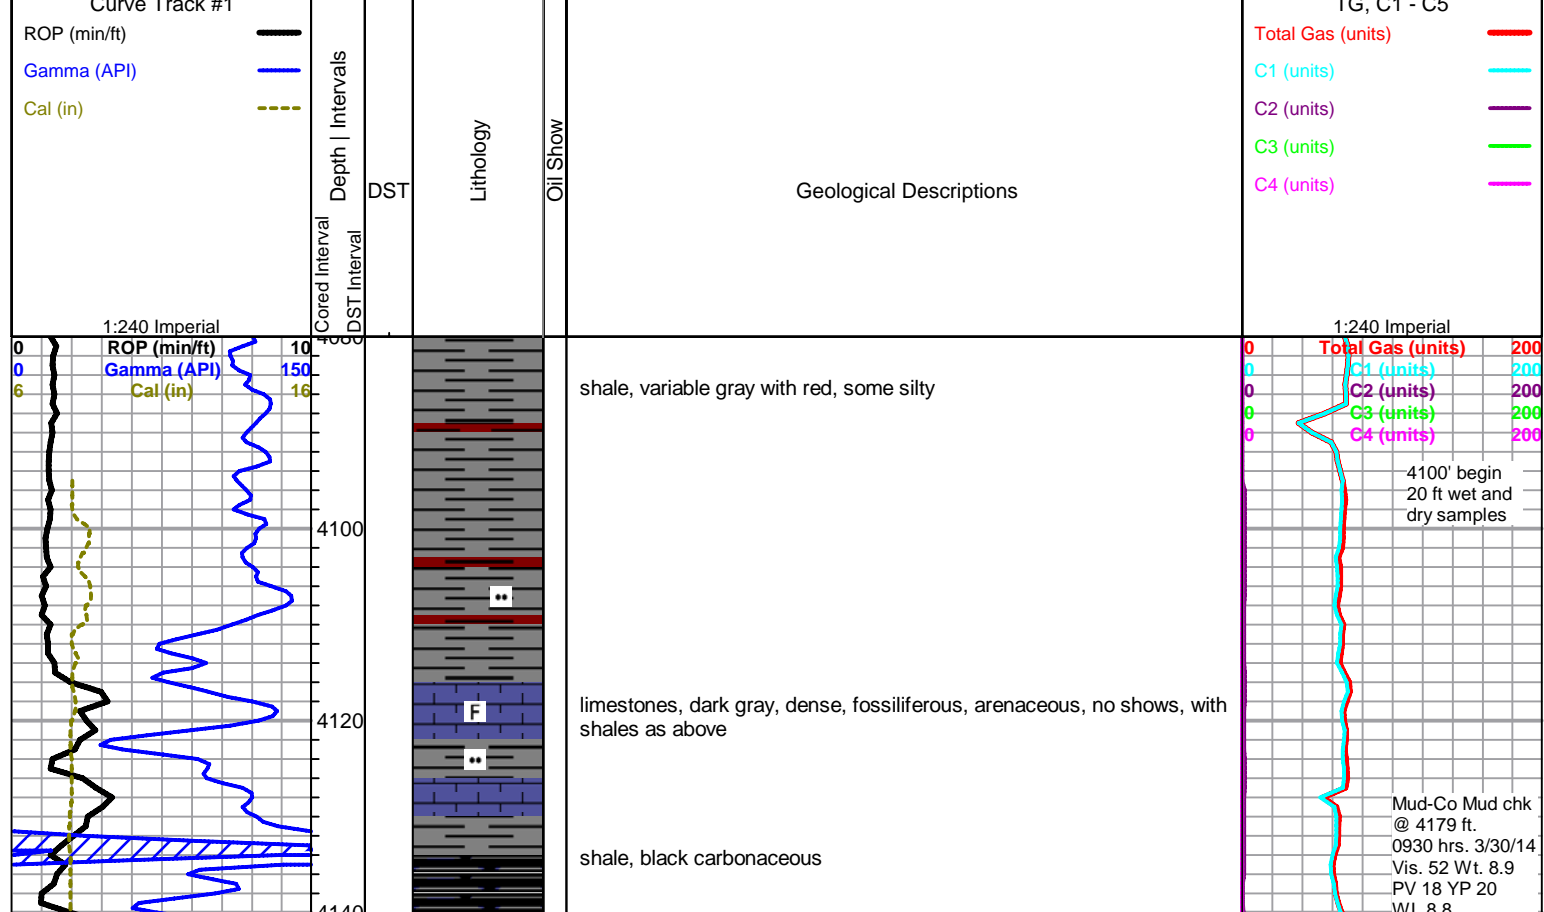 Curve Track #1
ROP (min/ft)
Gamma (API)
Cal (in)
1:240 Imperial
0 ROP (min/ft) 10
0 Gamma (API) 150
6 Cal (in) 16
Depth | Intervals
Cored Interval
DST Interval
DST
Lithology
Oil Show
Geological Descriptions
TG, C1 - C5
Total Gas (units)
C1 (units)
C2 (units)
C3 (units)
C4 (units)
1:240 Imperial
0 Total Gas (units) 200
0 C1 (units) 200
0 C2 (units) 200
0 C3 (units) 200
0 C4 (units) 200
4080
shale, variable gray with red, some silty
4100' begin
20 ft wet and
dry samples
4100
F
limestones, dark gray, dense, fossiliferous, arenaceous, no shows, with
shales as above
4120
Mud-Co Mud chk
@ 4179 ft.
0930 hrs. 3/30/14
Vis. 52 Wt. 8.9
PV 18 YP 20
WL 8.8
shale, black carbonaceous
4140